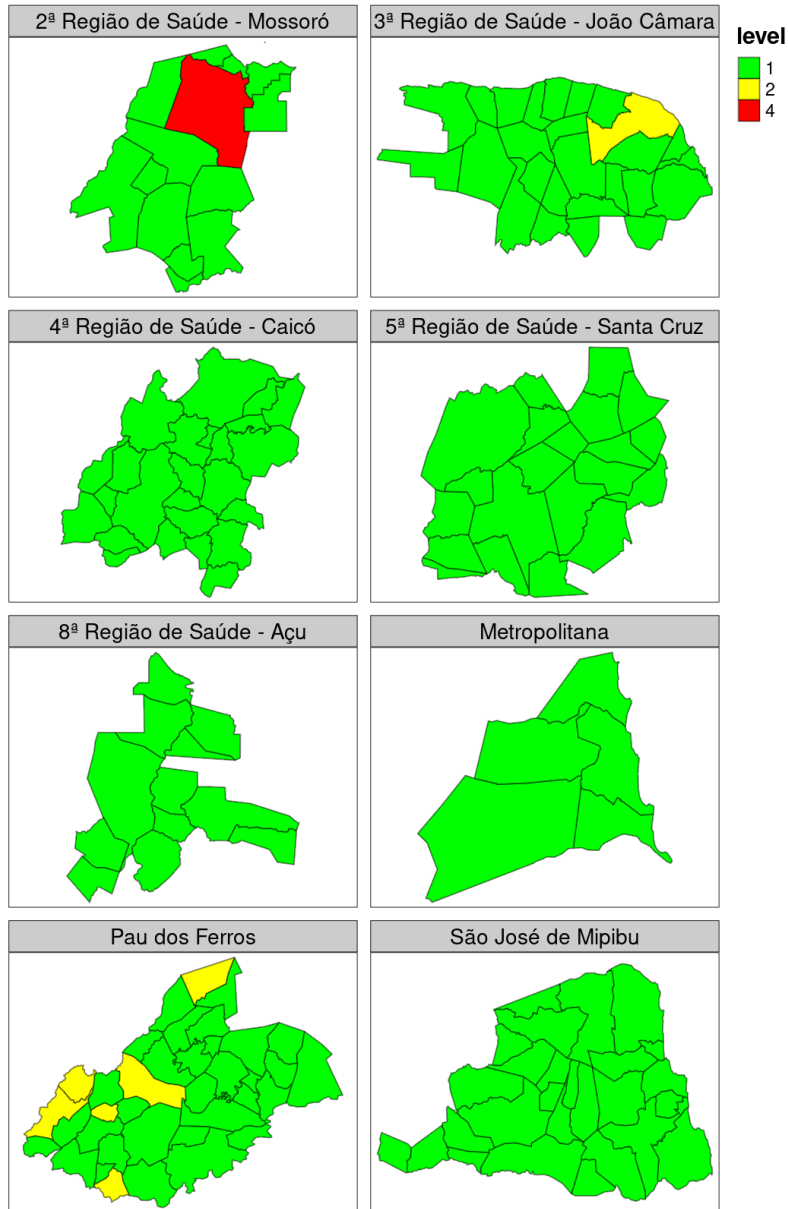 2ª Região de Saúde - Mossoró
3ª Região de Saúde - João Câmara
level
1
2
4
4ª Região de Saúde - Caicó
5ª Região de Saúde - Santa Cruz
8ª Região de Saúde - Açu
Metropolitana
Pau dos Ferros
São José de Mipibu